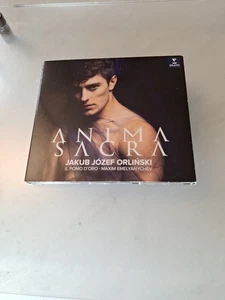 ANIMA
SACRA
JAKUB JÓZEF ORLIŃSKI
IL POMO D'ORO · MAXIM EMELYANYCHEV